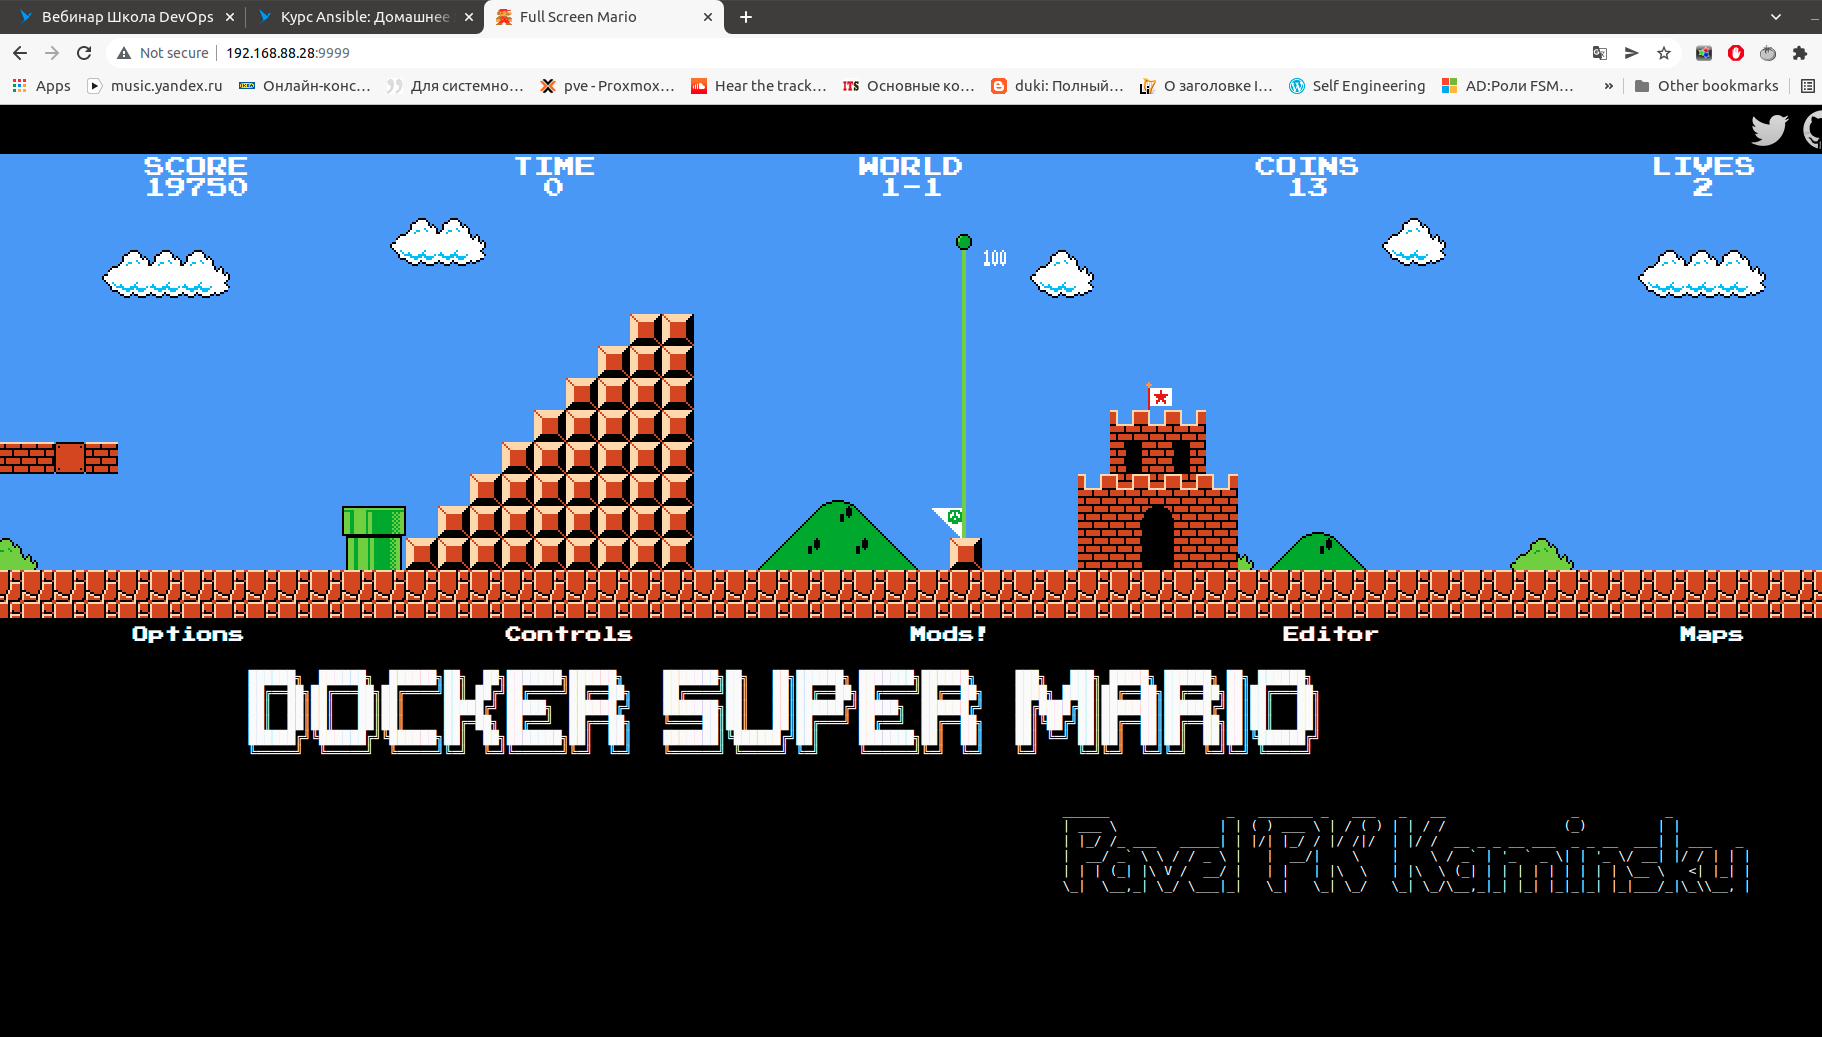 Вебинар Школа DevOps
Курс Ansible: Домашнее
Full Screen Mario
Not secure
192.168.88.28:9999
Apps
music.yandex.ru
Онлайн-конс...
Для системно...
pve - Proxmox...
Hear the track...
ITS
Основные ко...
duki: Полный...
О заголовке I...
Self Engineering
AD:Роли FSM...
»
Other bookmarks
SCORE TIME WORLD COINS LIVES
19750 0 1-1 13 2
100
Options Controls Mods! Editor Maps
DOCKER SUPER MARIO
Pavel 'PK' Kaminsky